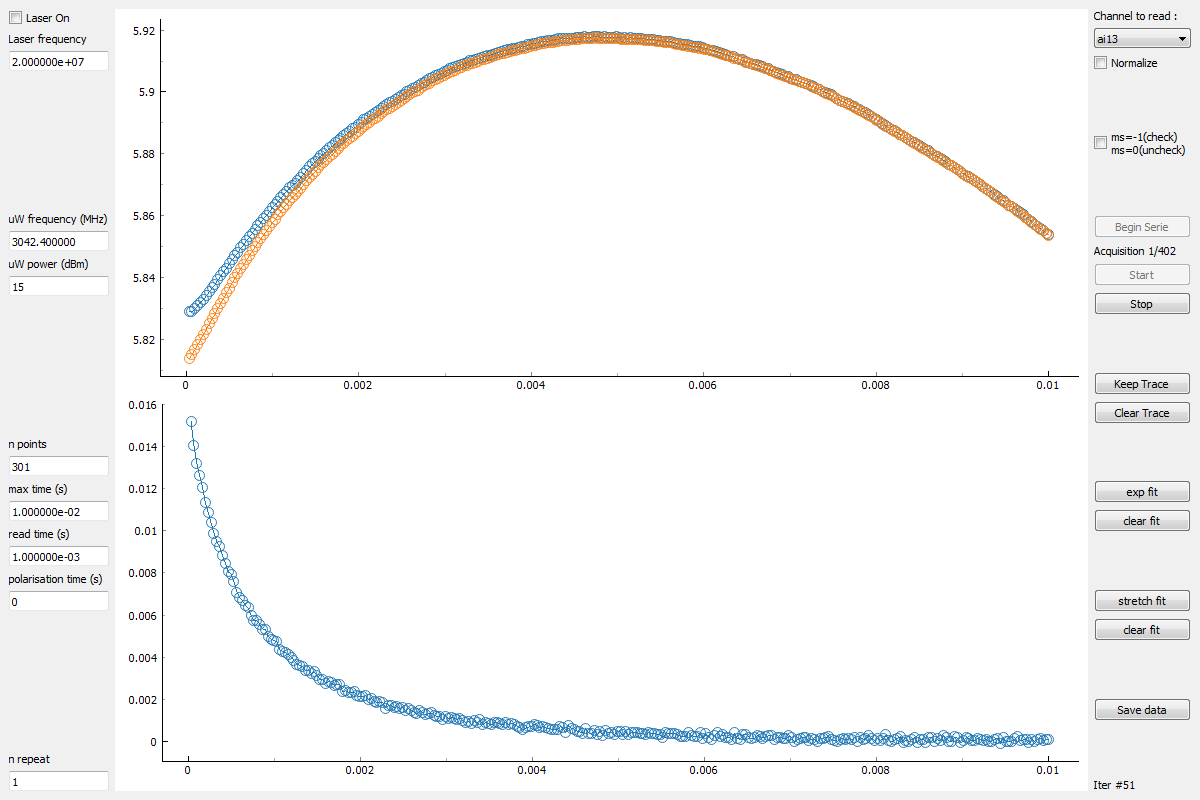 Laser On
Laser frequency
2.000000e+07
uW frequency (MHz)
3042.400000
uW power (dBm)
15
n points
301
max time (s)
1.000000e-02
read time (s)
1.000000e-03
polarisation time (s)
0
n repeat
1
5.92
5.9
5.88
5.86
5.84
5.82
0
0.002
0.004
0.006
0.008
0.01
0.016
0.014
0.012
0.01
0.008
0.006
0.004
0.002
0
0
0.002
0.004
0.006
0.008
0.01
Channel to read :
ai13
Normalize
ms=-1(check)
ms=0(uncheck)
Begin Serie
Acquisition 1/402
Start
Stop
Keep Trace
Clear Trace
exp fit
clear fit
stretch fit
clear fit
Save data
Iter #51